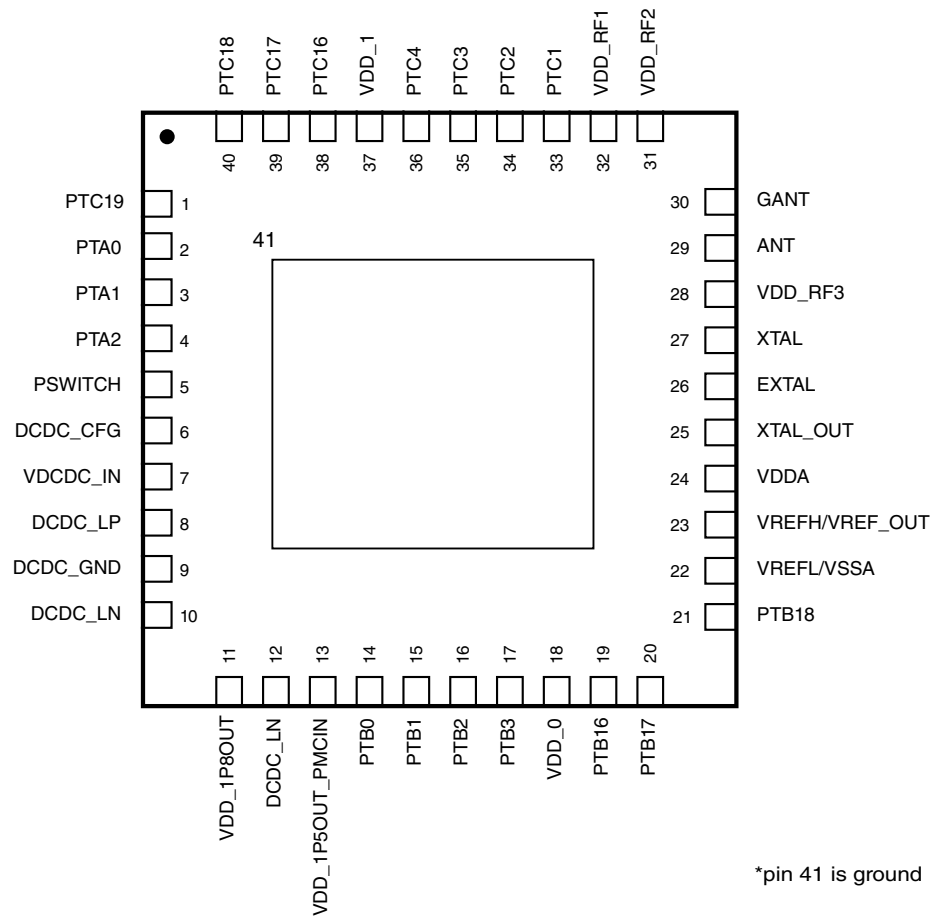 PTC18
PTC17
PTC16
VDD_1
PTC4
PTC3
PTC2
PTC1
VDD_RF1
VDD_RF2
40
39
38
37
36
35
34
33
32
31
PTC19 1
PTA0 2
PTA1 3
PTA2 4
PSWITCH 5
DCDC_CFG 6
VDCDC_IN 7
DCDC_LP 8
DCDC_GND 9
DCDC_LN 10
41
30 GANT
29 ANT
28 VDD_RF3
27 XTAL
26 EXTAL
25 XTAL_OUT
24 VDDA
23 VREFH/VREF_OUT
22 VREFL/VSSA
21 PTB18
11
12
13
14
15
16
17
18
19
20
VDD_1P8OUT
DCDC_LN
VDD_1P5OUT_PMCIN
PTB0
PTB1
PTB2
PTB3
VDD_0
PTB16
PTB17
*pin 41 is ground